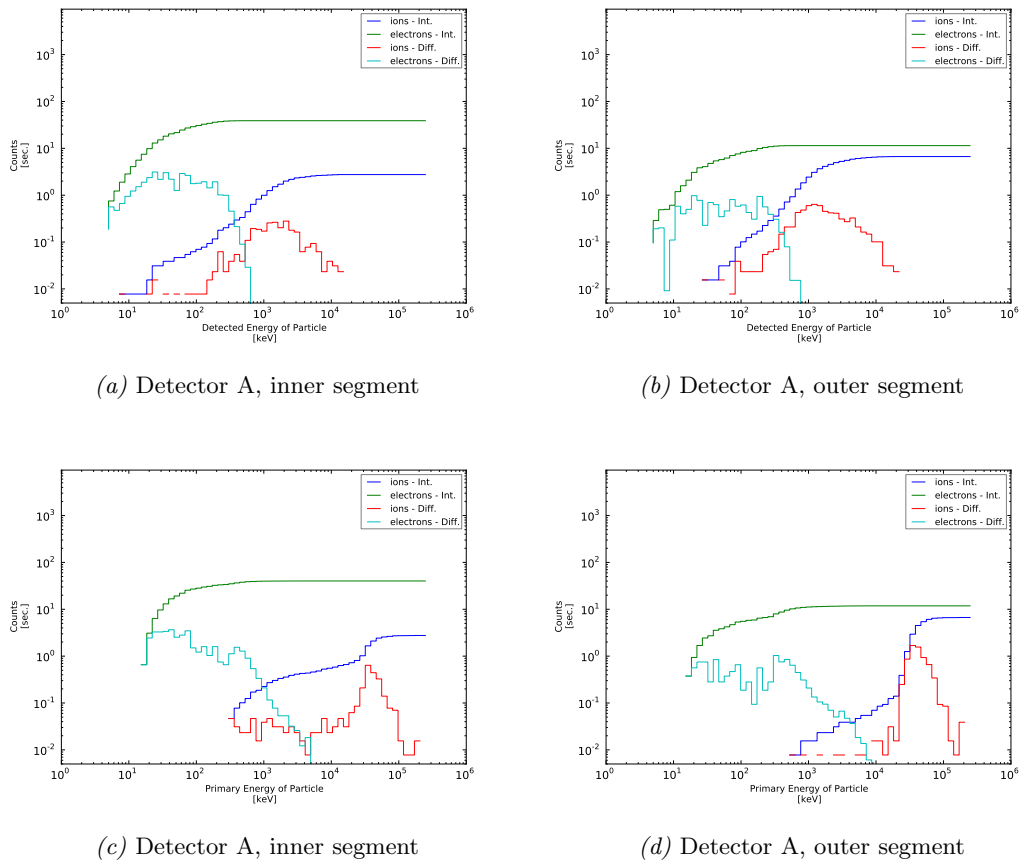 ions - Int.
electrons - Int.
ions - Diff.
electrons - Diff.
Counts
[sec.]
10^3
10^2
10^1
10^0
10^-1
10^-2
10^0 10^1 10^2 10^3 10^4 10^5 10^6
Detected Energy of Particle
[keV]
(a) Detector A, inner segment
ions - Int.
electrons - Int.
ions - Diff.
electrons - Diff.
Counts
[sec.]
10^3
10^2
10^1
10^0
10^-1
10^-2
10^0 10^1 10^2 10^3 10^4 10^5 10^6
Detected Energy of Particle
[keV]
(b) Detector A, outer segment
ions - Int.
electrons - Int.
ions - Diff.
electrons - Diff.
Counts
[sec.]
10^3
10^2
10^1
10^0
10^-1
10^-2
10^0 10^1 10^2 10^3 10^4 10^5 10^6
Primary Energy of Particle
[keV]
(c) Detector A, inner segment
ions - Int.
electrons - Int.
ions - Diff.
electrons - Diff.
Counts
[sec.]
10^3
10^2
10^1
10^0
10^-1
10^-2
10^0 10^1 10^2 10^3 10^4 10^5 10^6
Primary Energy of Particle
[keV]
(d) Detector A, outer segment